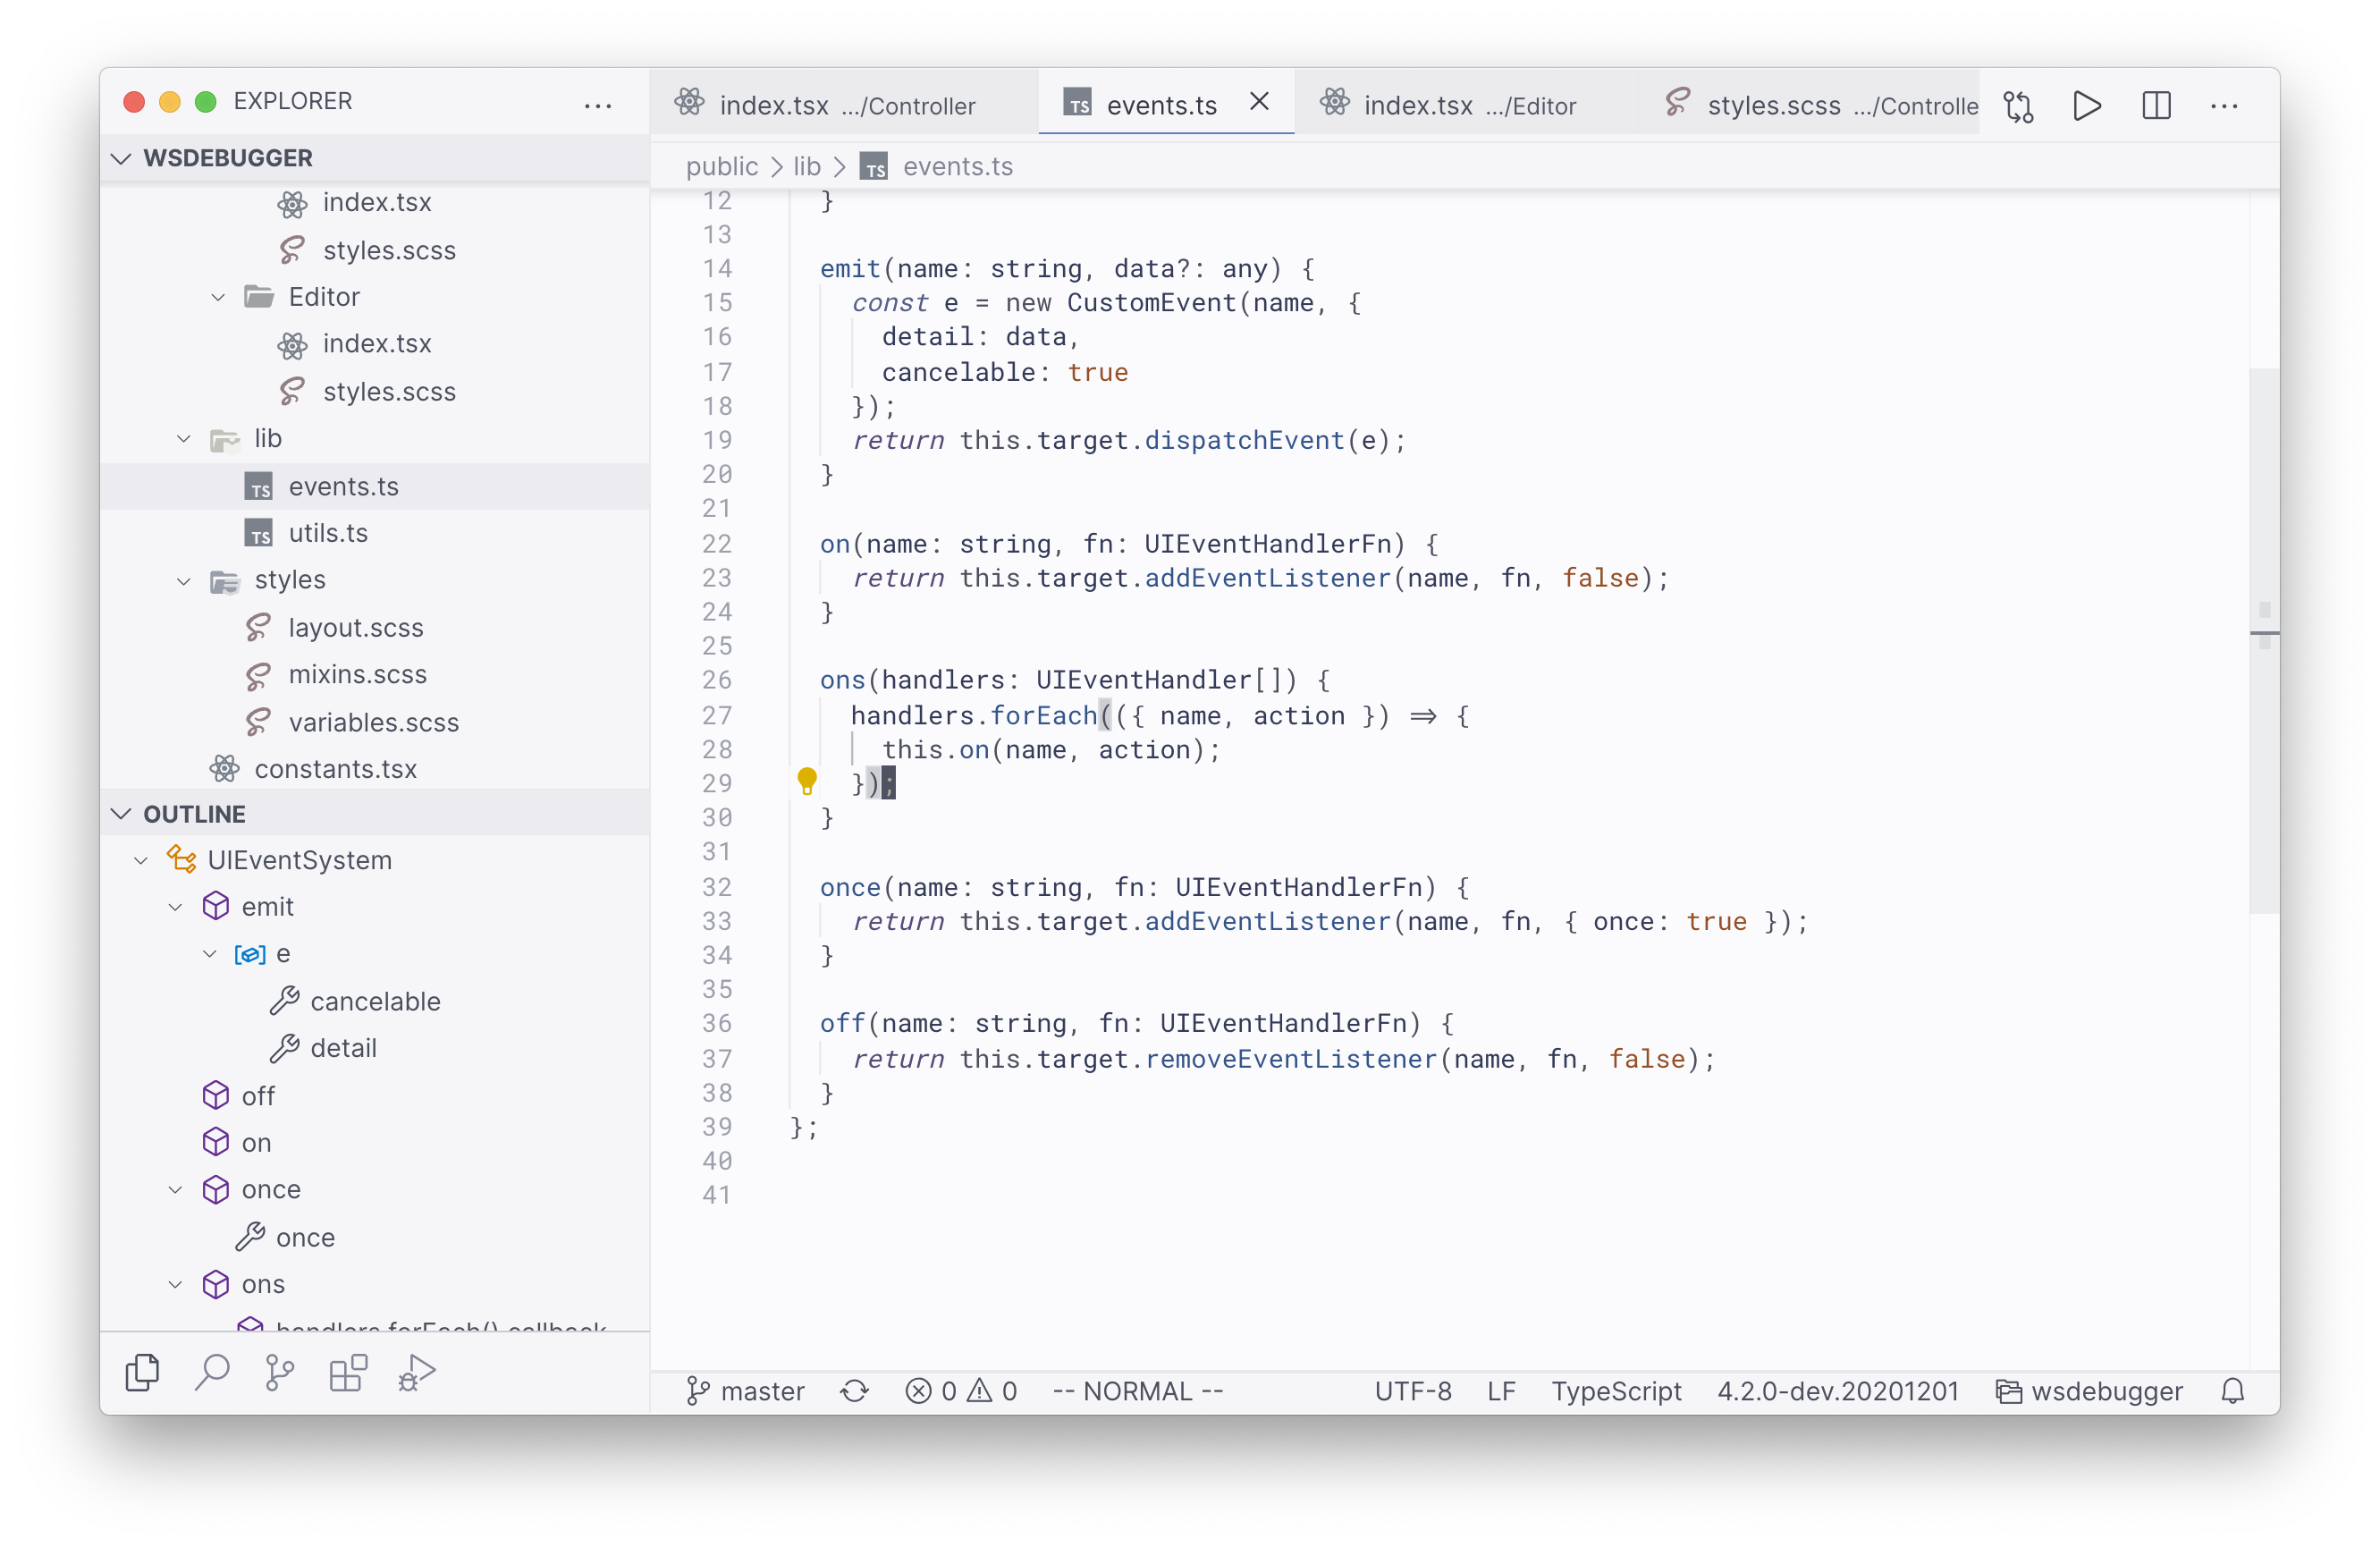 EXPLORER
WSDEBUGGER
index.tsx
styles.scss
Editor
index.tsx
styles.scss
lib
TS events.ts
TS utils.ts
styles
layout.scss
mixins.scss
variables.scss
constants.tsx
OUTLINE
UIEventSystem
emit
e
cancelable
detail
off
on
once
once
ons
handlers.forEach() callback
index.tsx .../Controller
TS events.ts
index.tsx .../Editor
styles.scss .../Controlle
public > lib > TS events.ts
12 }
13
14 emit(name: string, data?: any) {
15 const e = new CustomEvent(name, {
16 detail: data,
17 cancelable: true
18 });
19 return this.target.dispatchEvent(e);
20 }
21
22 on(name: string, fn: UIEventHandlerFn) {
23 return this.target.addEventListener(name, fn, false);
24 }
25
26 ons(handlers: UIEventHandler[]) {
27 handlers.forEach(({ name, action }) ⇒ {
28 this.on(name, action);
29 });
30 }
31
32 once(name: string, fn: UIEventHandlerFn) {
33 return this.target.addEventListener(name, fn, { once: true });
34 }
35
36 off(name: string, fn: UIEventHandlerFn) {
37 return this.target.removeEventListener(name, fn, false);
38 }
39 };
40
41
master 0 0 -- NORMAL -- UTF-8 LF TypeScript 4.2.0-dev.20201201 wsdebugger